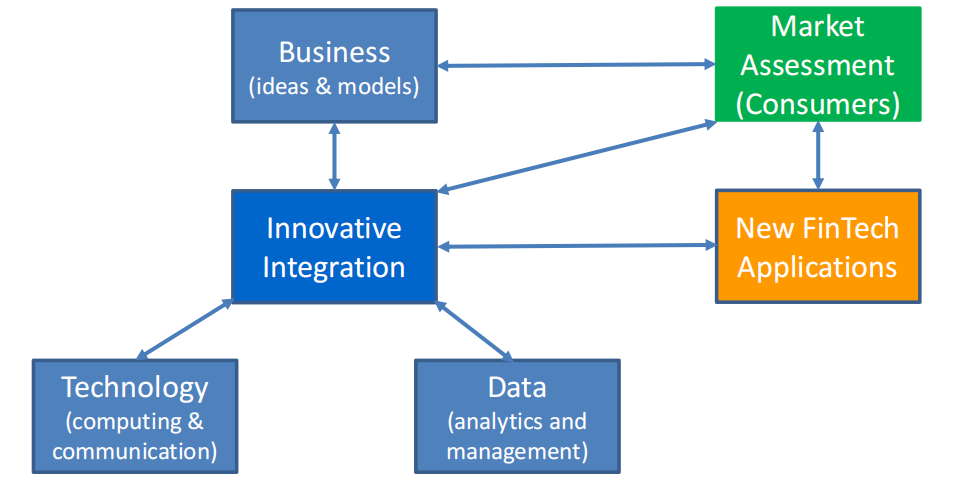 Business
(ideas & models)
Market
Assessment
(Consumers)
Innovative
Integration
New FinTech
Applications
Technology
(computing &
communication)
Data
(analytics and
management)